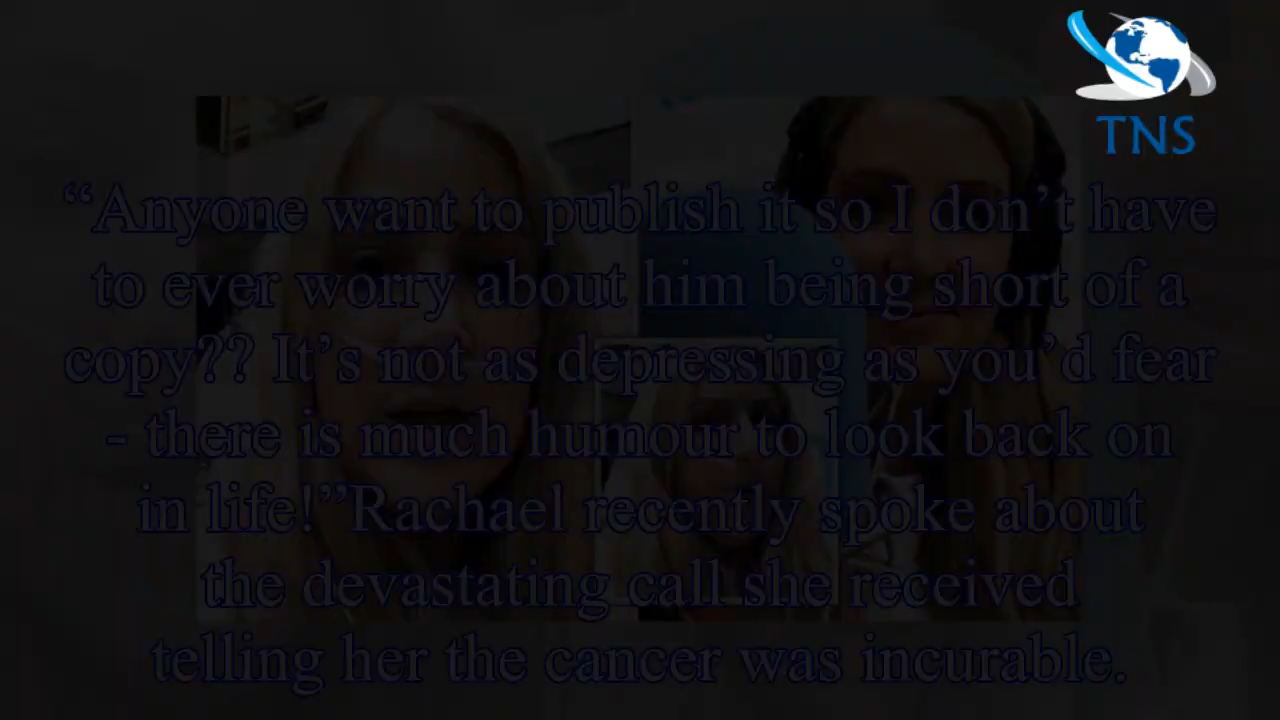 TNS
“Anyone want to publish it so I don’t have
to ever worry about him being short of a
copy?? It’s not as depressing as you’d fear
- there is much humour to look back on
in life!”Rachael recently spoke about
the devastating call she received
telling her the cancer was incurable.